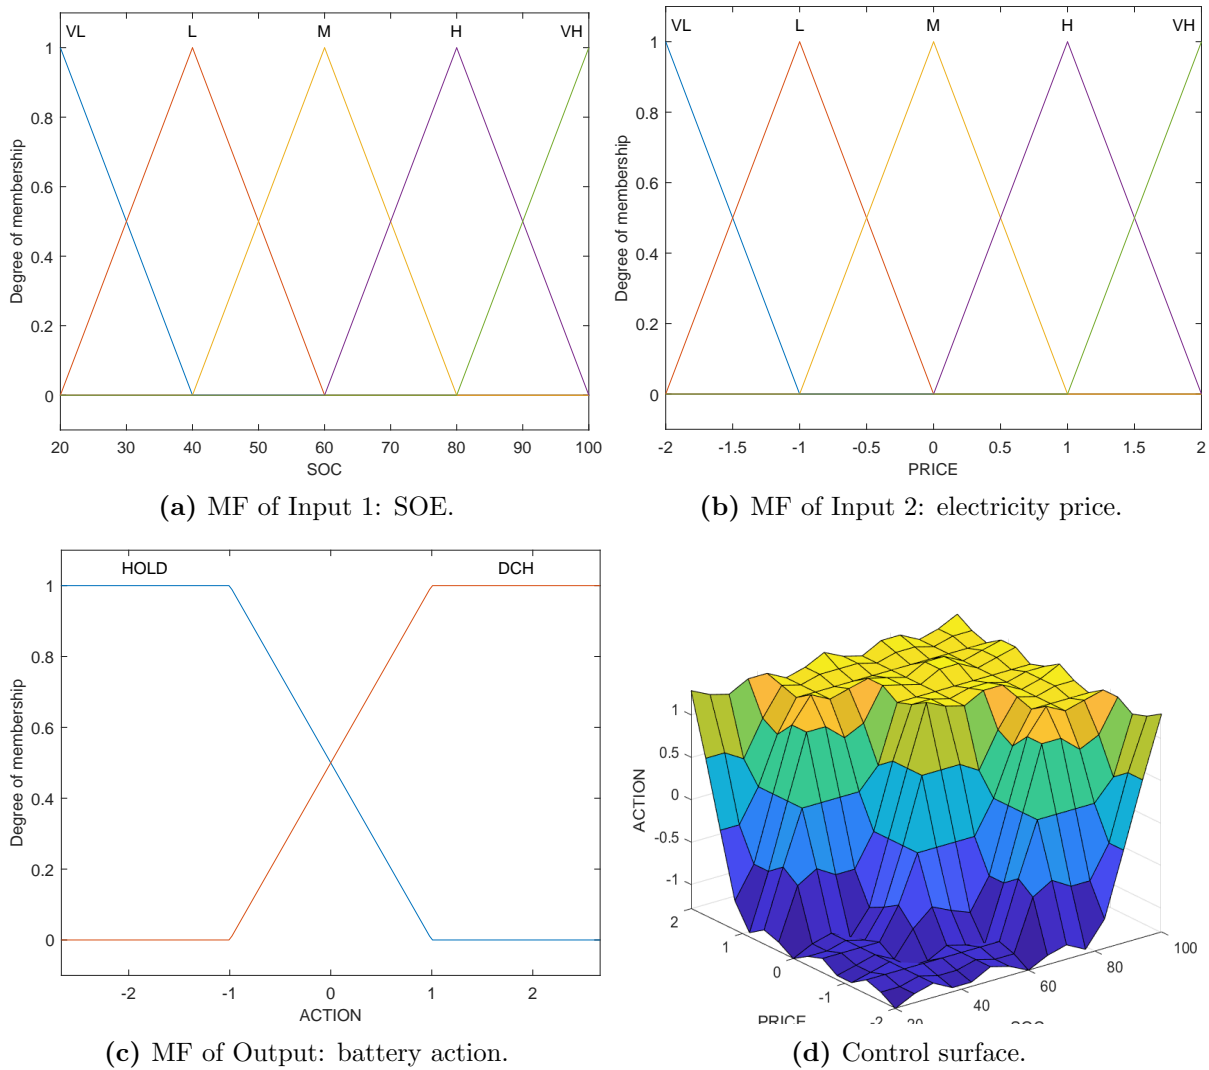 VL L M H VH
1
0.8
0.6
0.4
0.2
0
Degree of membership
20 30 40 50 60 70 80 90 100
SOC
(a) MF of Input 1: SOE.
VL L M H VH
1
0.8
0.6
0.4
0.2
0
Degree of membership
-2 -1.5 -1 -0.5 0 0.5 1 1.5 2
PRICE
(b) MF of Input 2: electricity price.
HOLD DCH
1
0.8
0.6
0.4
0.2
0
Degree of membership
-2 -1 0 1 2
ACTION
(c) MF of Output: battery action.
1
0.5
0
-0.5
-1
ACTION
2
1
0
-1
-2
PRICE
40
60
80
100
(d) Control surface.